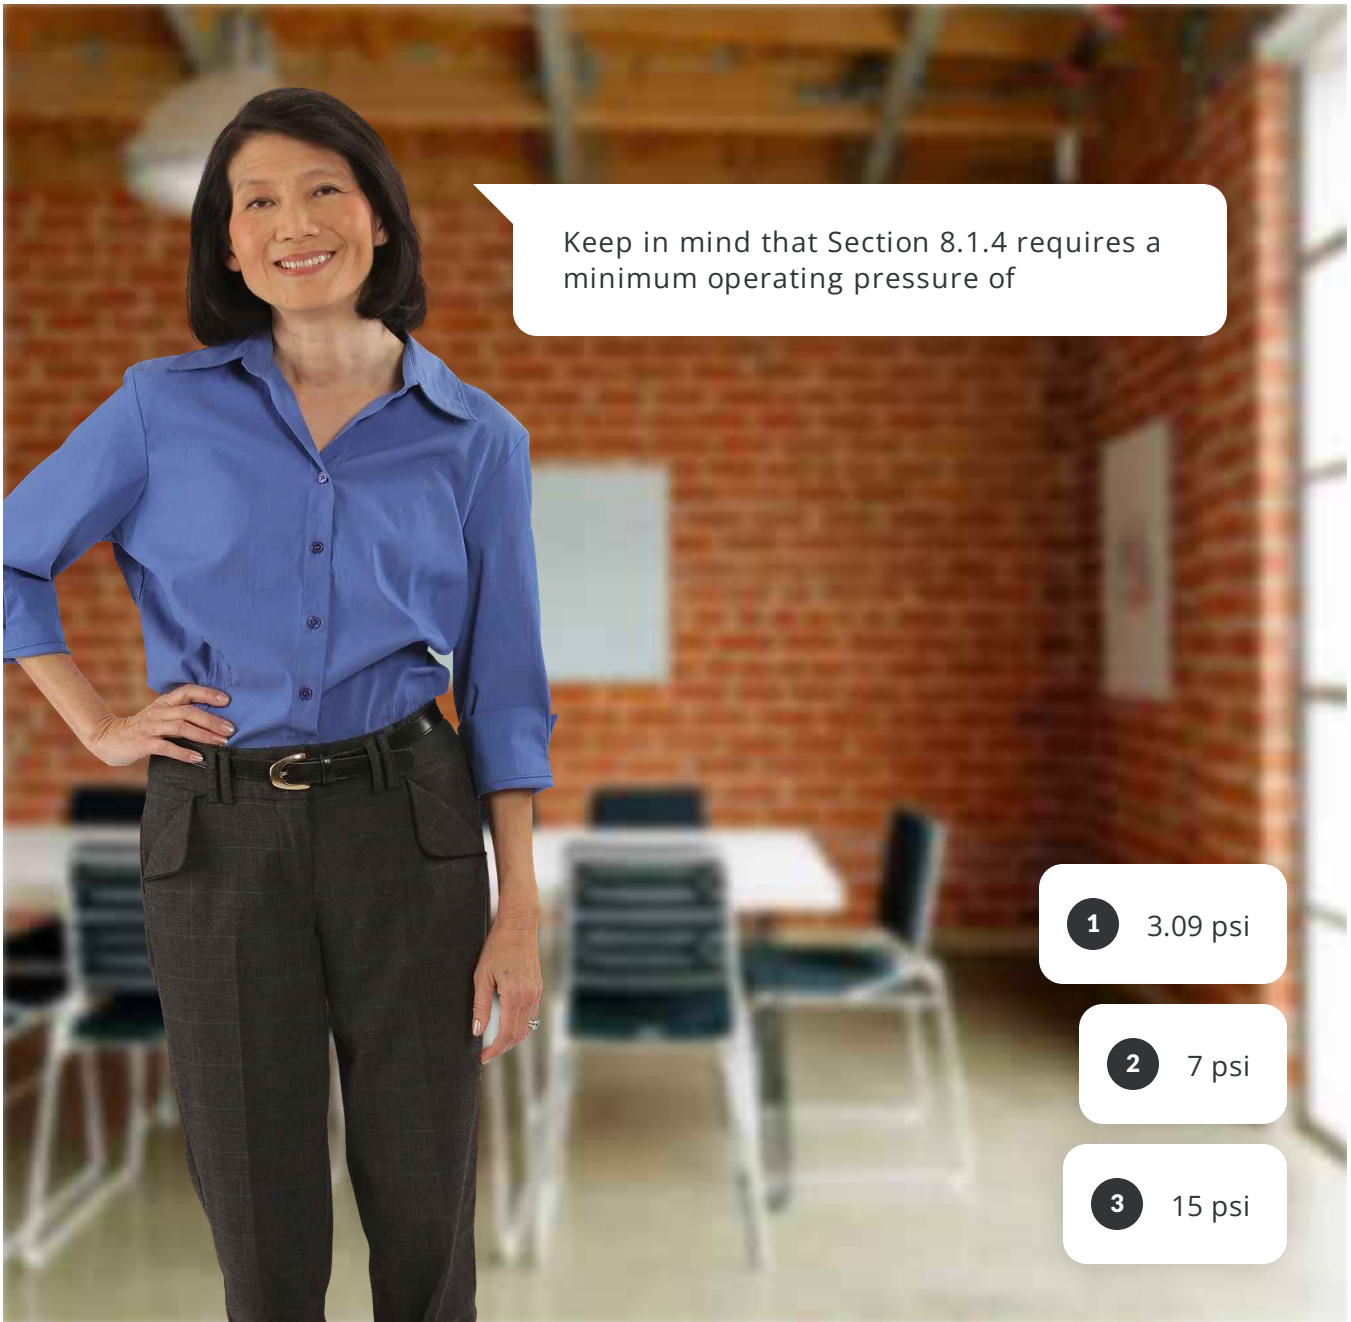 Keep in mind that Section 8.1.4 requires a
minimum operating pressure of
1 3.09 psi
2 7 psi
3 15 psi